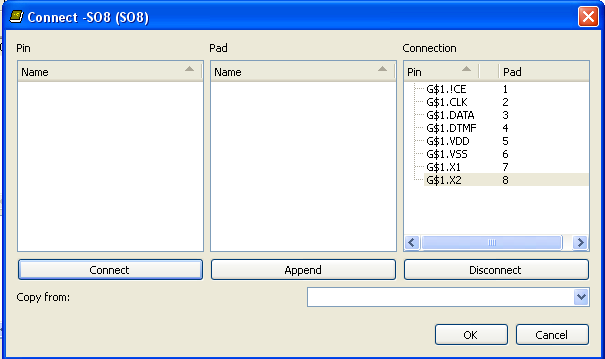 Connect -SO8 (SO8)
Pin Pad Connection
Name Name Pin Pad
G$1.!CE 1
G$1.CLK 2
G$1.DATA 3
G$1.DTMF 4
G$1.VDD 5
G$1.VSS 6
G$1.X1 7
G$1.X2 8
Connect Append Disconnect
Copy from:
OK Cancel